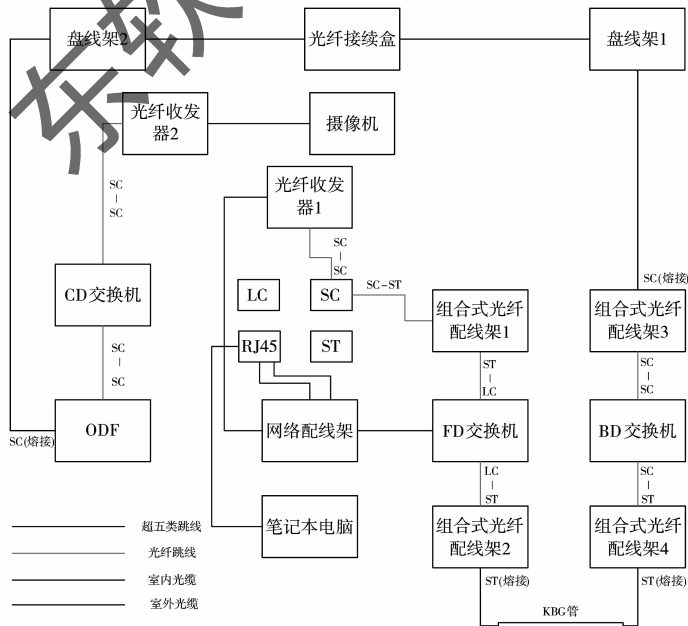 东软
盘线架2
光纤接续盒
盘线架1
光纤收发
器2
摄像机
光纤收发
器1
SC
–
SC
SC
–
SC
SC-ST
SC(熔接)
CD交换机
LC
SC
组合式光纤
配线架1
组合式光纤
配线架3
RJ45
ST
SC
–
SC
ST
–
LC
SC
–
SC
ODF
SC(熔接)
网络配线架
FD交换机
BD交换机
LC
–
ST
SC
–
ST
笔记本电脑
组合式光纤
配线架2
组合式光纤
配线架4
超五类跳线
光纤跳线
室内光缆
室外光缆
ST(熔接)
ST(熔接)
KBG管